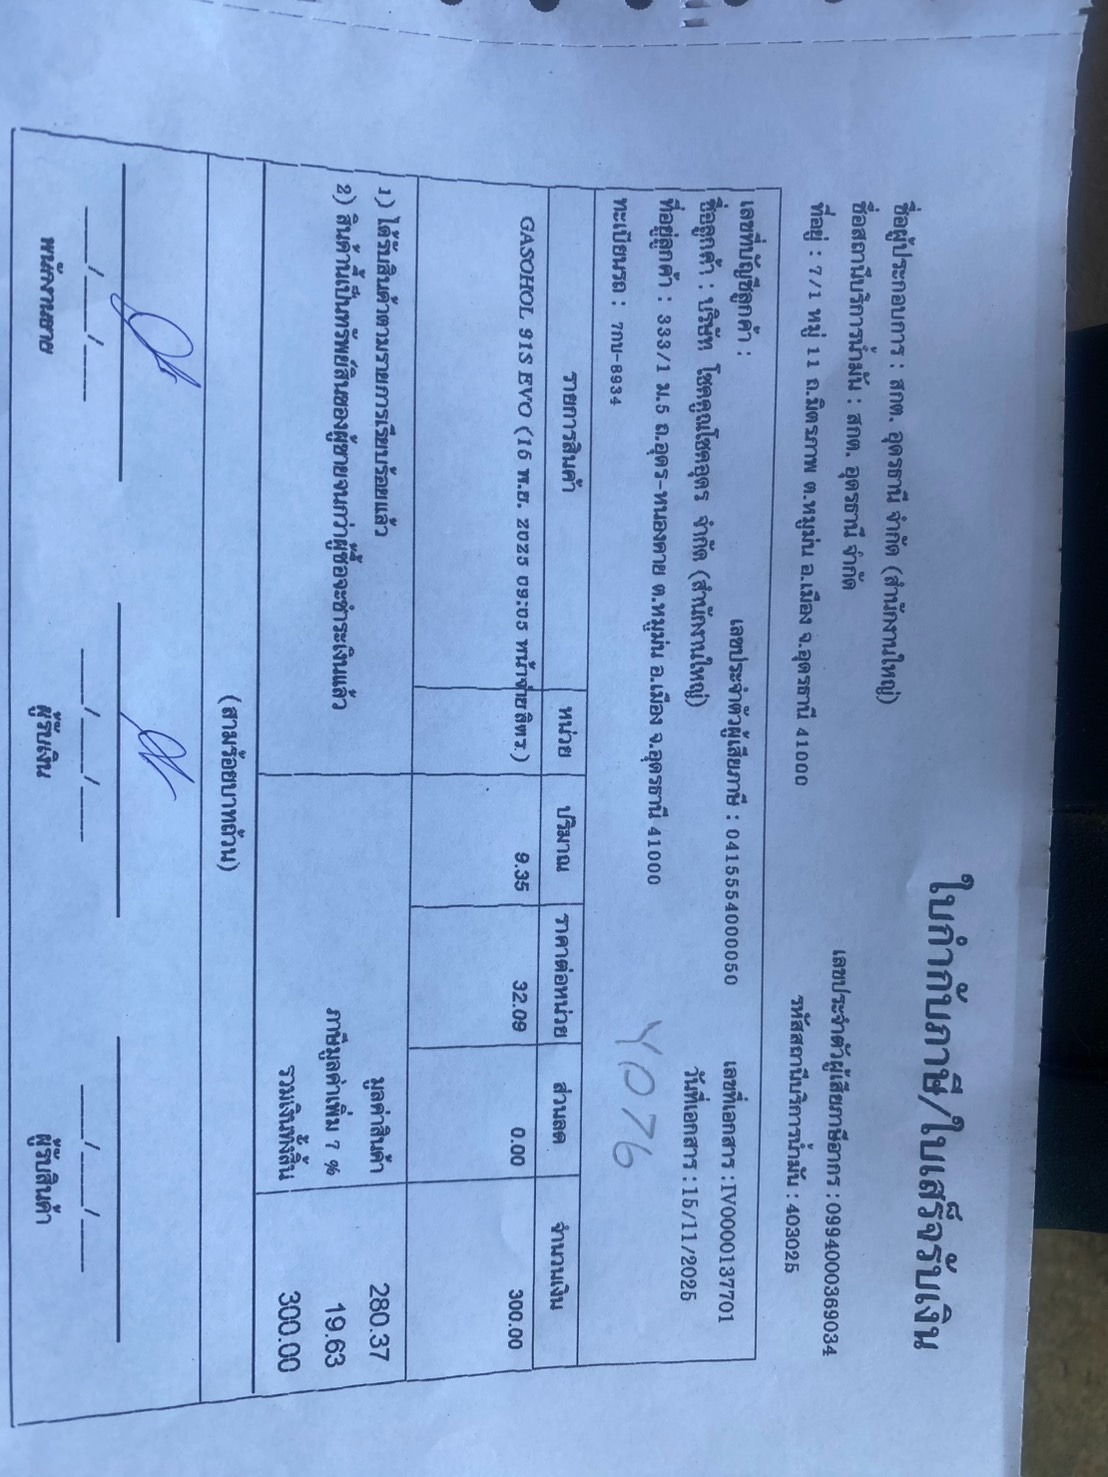 ใบกำกับภาษี/ใบเสร็จรับเงิน
ชื่อผู้ประกอบการ : สกต. อุดรธานี จำกัด (สำนักงานใหญ่)
เลขประจำตัวผู้เสียภาษีอากร : 0994000369034
ชื่อสถานีบริการน้ำมัน : สกต. อุดรธานี จำกัด
รหัสสถานีบริการน้ำมัน : 403025
ที่อยู่ : 7/1 หมู่ 11 ถ.มิตรภาพ ต.หมูม่น อ.เมือง จ.อุดรธานี 41000
เลขที่บัญชีลูกค้า :
เลขประจำตัวผู้เสียภาษี : 0415554000050
เลขที่เอกสาร : IV0000137701
ชื่อลูกค้า : บริษัท โชคคูณโชคอุดร จำกัด (สำนักงานใหญ่)
วันที่เอกสาร : 15/11/2025
ที่อยู่ลูกค้า : 333/1 ม.5 ถ.อุดร-หนองคาย ต.หมูม่น อ.เมือง จ.อุดรธานี 41000
ทะเบียนรถ : 7กบ-8934
Y076
รายการสินค้า หน่วย ปริมาณ ราคาต่อหน่วย ส่วนลด จำนวนเงิน
GASOHOL 91S EVO (15 พ.ย. 2025 09:05 หน้าจ่ายลิตร.) 9.35 32.09 0.00 300.00
1) ได้รับสินค้าตามรายการเรียบร้อยแล้ว
2) สินค้านี้เป็นทรัพย์สินของผู้ขายจนกว่าผู้ซื้อจะชำระเงินแล้ว
มูลค่าสินค้า 280.37
ภาษีมูลค่าเพิ่ม 7 % 19.63
รวมเงินทั้งสิ้น 300.00
(สามร้อยบาทถ้วน)
___/___/___ ___/___/___ ___/___/___
พนักงานขาย ผู้รับเงิน ผู้รับสินค้า